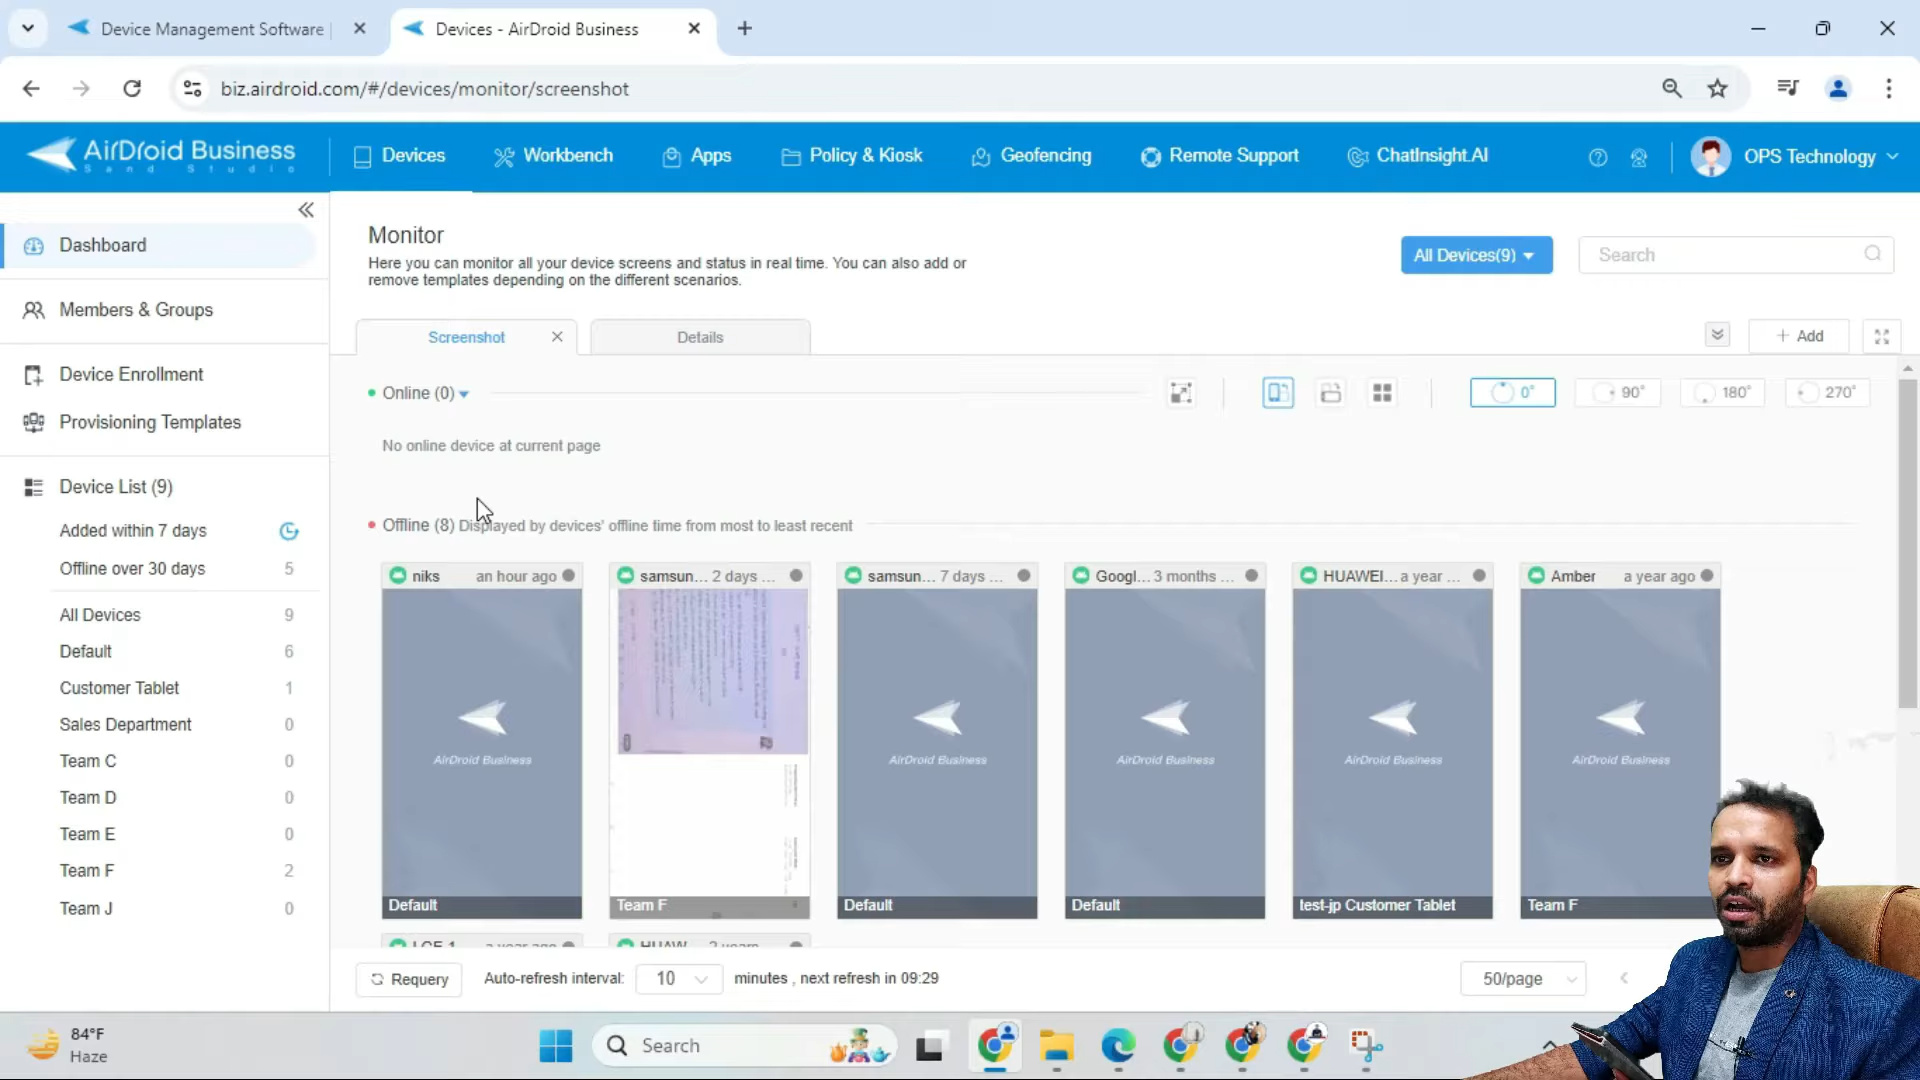 Device Management Software |
Devices - AirDroid Business
biz.airdroid.com/#/devices/monitor/screenshot
AirDroid Business
Sand Studio
Devices
Workbench
Apps
Policy & Kiosk
Geofencing
Remote Support
ChatInsight.AI
OPS Technology
Dashboard
Members & Groups
Device Enrollment
Provisioning Templates
Device List (9)
Added within 7 days
Offline over 30 days 5
All Devices 9
Default 6
Customer Tablet 1
Sales Department 0
Team C 0
Team D 0
Team E 0
Team F 2
Team J 0
Monitor
Here you can monitor all your device screens and status in real time. You can also add or
remove templates depending on the different scenarios.
All Devices(9)
Search
Screenshot
Details
+ Add
Online (0)
0°
90°
180°
270°
No online device at current page
Offline (8) Displayed by devices' offline time from most to least recent
niks an hour ago
samsun... 2 days ...
samsun... 7 days ...
Googl... 3 months ...
HUAWEI... a year ...
Amber a year ago
AirDroid Business
AirDroid Business
AirDroid Business
AirDroid Business
AirDroid Business
Default
Team F
Default
Default
test-jp Customer Tablet
Team F
Requery
Auto-refresh interval:
10
minutes , next refresh in 09:29
50/page
84°F
Haze
Search